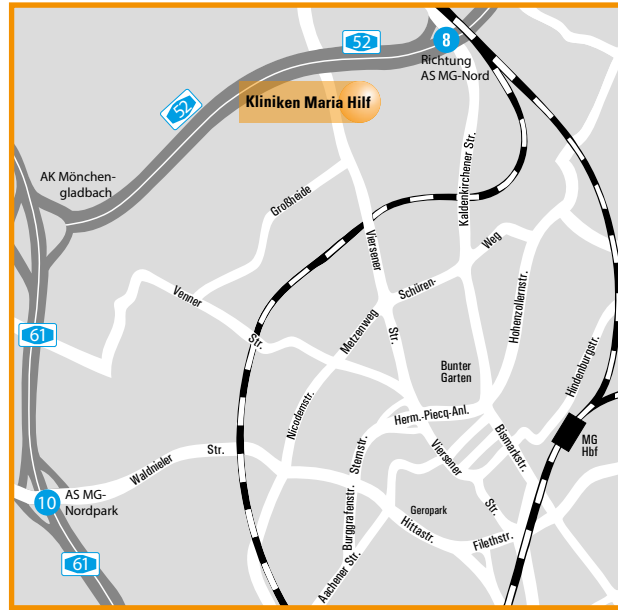 52
8
Richtung
AS MG-Nord
52
Kliniken Maria Hilf
AK Mönchen-
gladbach
Großheide
Kaldenkirchener Str.
Viersener
Weg
Schüren-
Hohenzollernstr.
Venner
Str.
Metzenweg
Str.
61
Bunter
Garten
Hindenburgstr.
Nicodemstr.
Herm.-Piecq-Anl.
Sternstr.
Viersener
Bismarkstr.
MG
Hbf
Waldnieler
Str.
10
AS MG-
Nordpark
Burggrafenstr.
Geropark
Hittastr.
Str.
Filethstr.
Aachener Str.
61